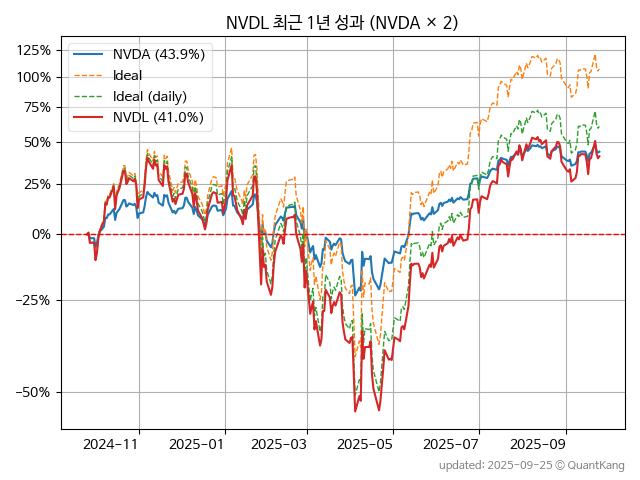 NVDL 최근 1년 성과 (NVDA × 2)
125%
100%
75%
50%
25%
0%
−25%
−50%
NVDA (43.9%)
Ideal
Ideal (daily)
NVDL (41.0%)
2024−11
2025−01
2025−03
2025−05
2025−07
2025−09
updated: 2025-09-25 © QuantKang